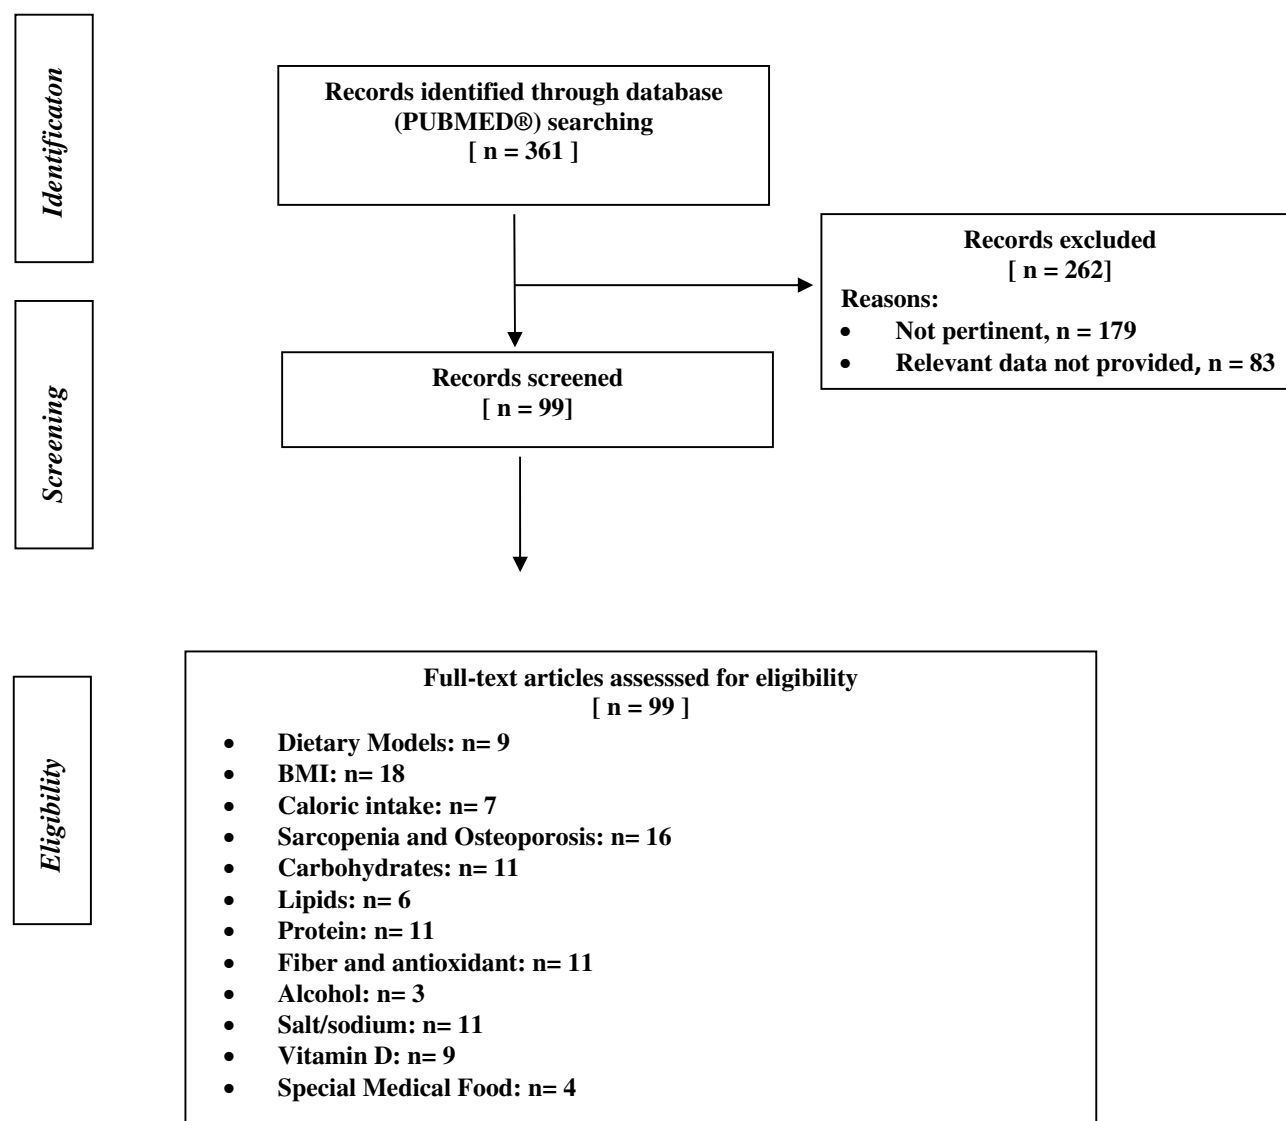 Identificaton
Records identified through database
(PUBMED®) searching
[ n = 361 ]
Records excluded
[ n = 262]
Reasons:
• Not pertinent, n = 179
• Relevant data not provided, n = 83
Screening
Records screened
[ n = 99]
Eligibility
Full-text articles assesssed for eligibility
[ n = 99 ]
• Dietary Models: n= 9
• BMI: n= 18
• Caloric intake: n= 7
• Sarcopenia and Osteoporosis: n= 16
• Carbohydrates: n= 11
• Lipids: n= 6
• Protein: n= 11
• Fiber and antioxidant: n= 11
• Alcohol: n= 3
• Salt/sodium: n= 11
• Vitamin D: n= 9
• Special Medical Food: n= 4